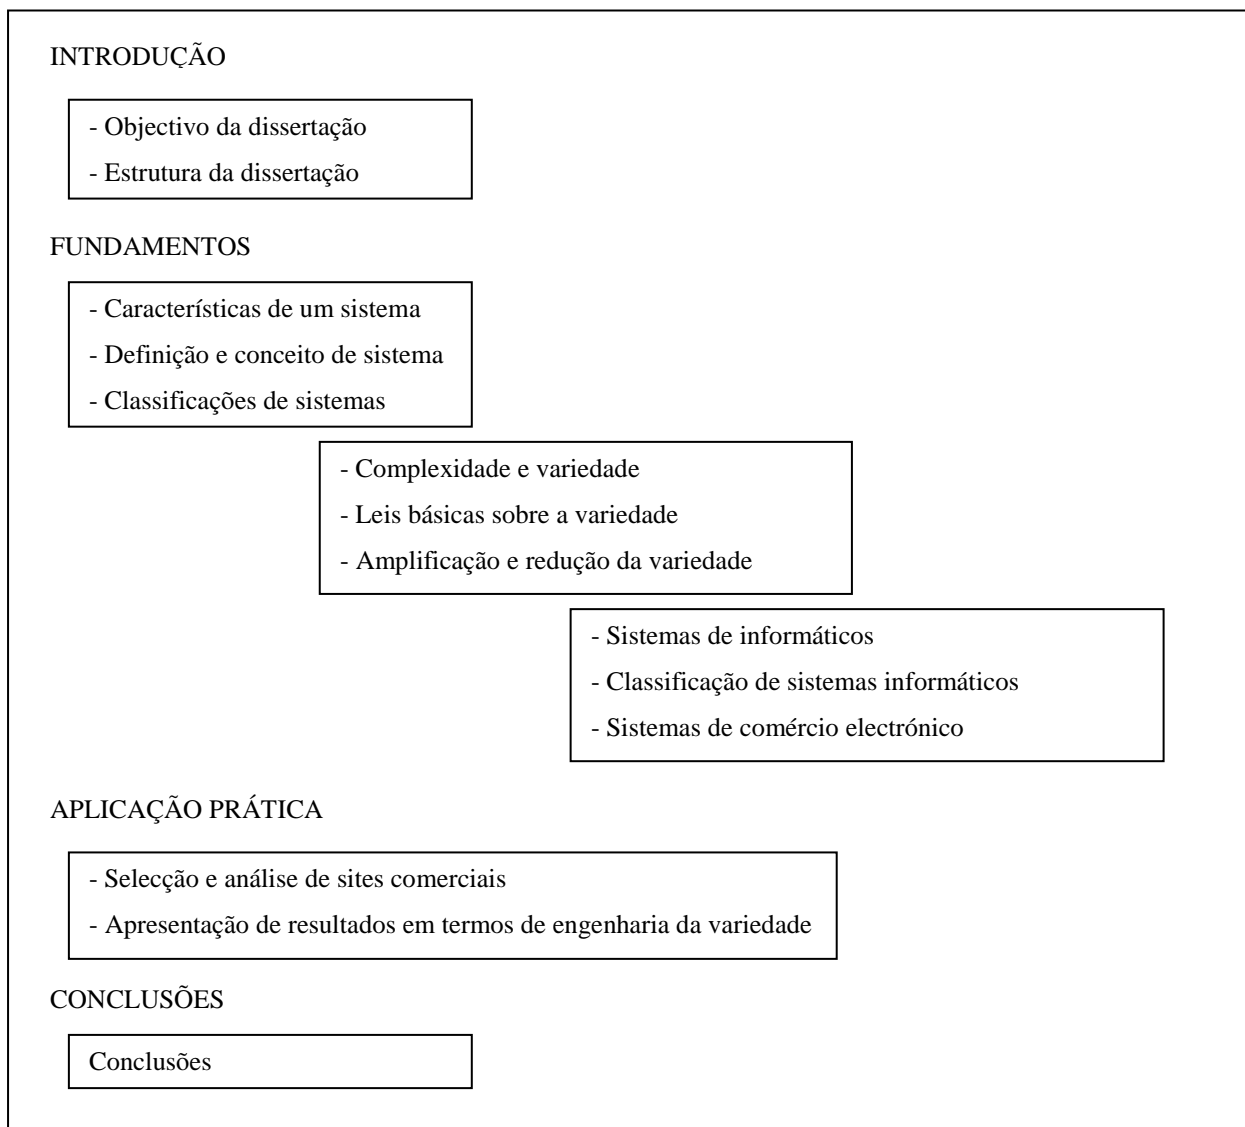 INTRODUÇÃO
- Objectivo da dissertação
- Estrutura da dissertação
FUNDAMENTOS
- Característicias de um sistema
- Definição e conceito de sistema
- Classificações de sistemas
- Complexidade e variedade
- Leis básicas sobre a variedade
- Amplificação e redução da variedade
- Sistemas de informáticos
- Classificação de sistemas informáticos
- Sistemas de comércio electrónico
APLICAÇÃO PRÁTICA
- Selecção e análise de sites comerciais
- Apresentação de resultados em termos de engenharia da variedade
CONCLUSÕES
Conclusões